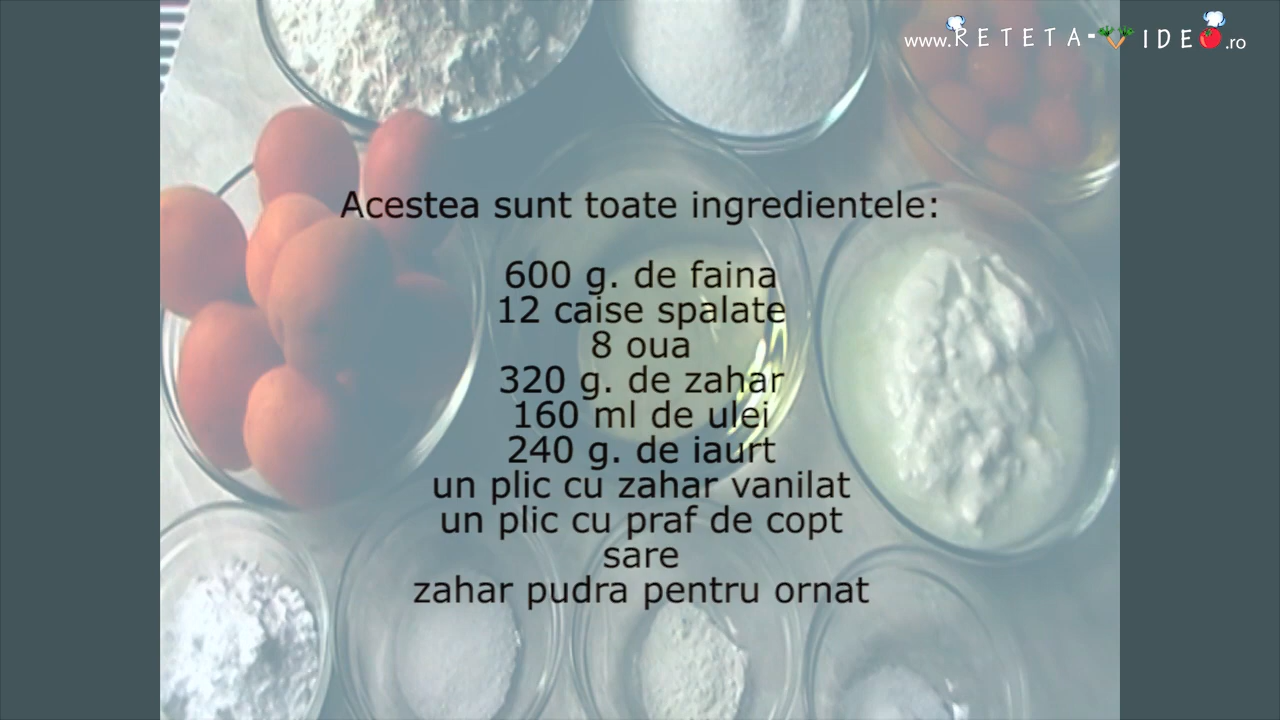 www.RETETA-VIDEO.ro
Acestea sunt toate ingredientele:
600 g. de faina
12 caise spalate
8 oua
320 g. de zahar
160 ml de ulei
240 g. de iaurt
un plic cu zahar vanilat
un plic cu praf de copt
sare
zahar pudra pentru ornat